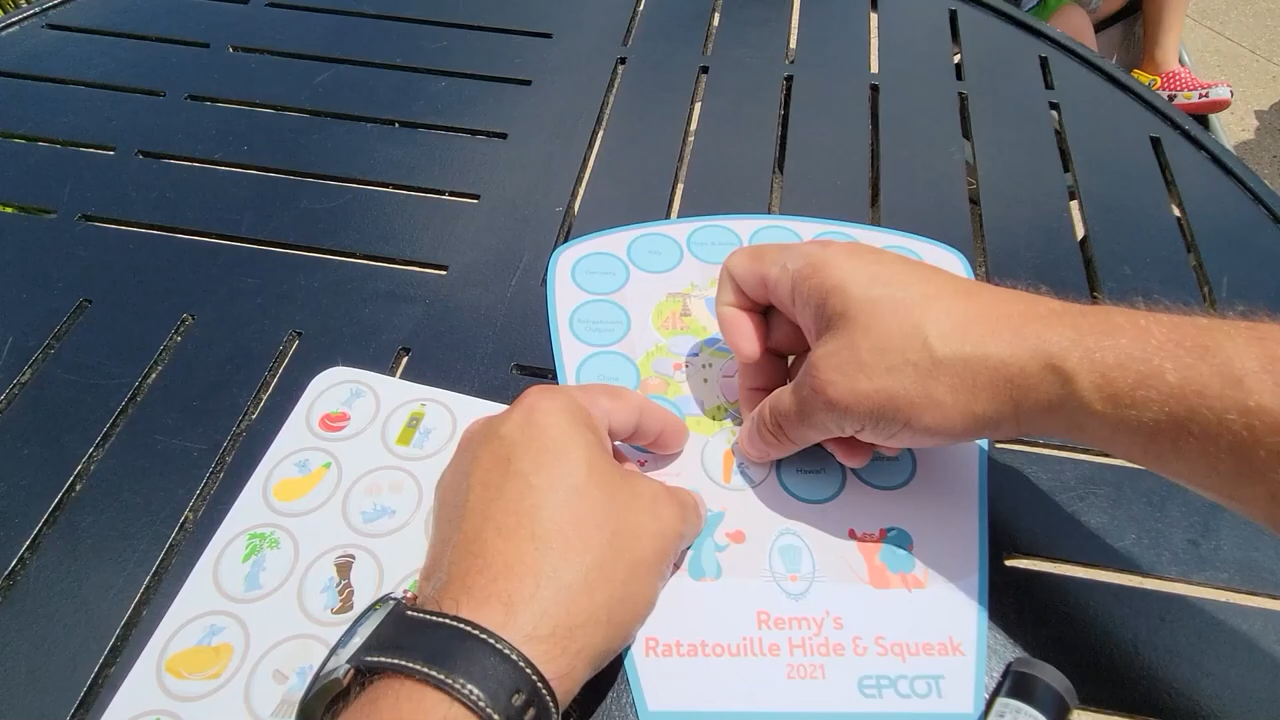 Germany
Italy
Refreshment
Outpost
China
Hawai'i
Remy's
Ratatouille Hide & Squeak
2021
EPCOT